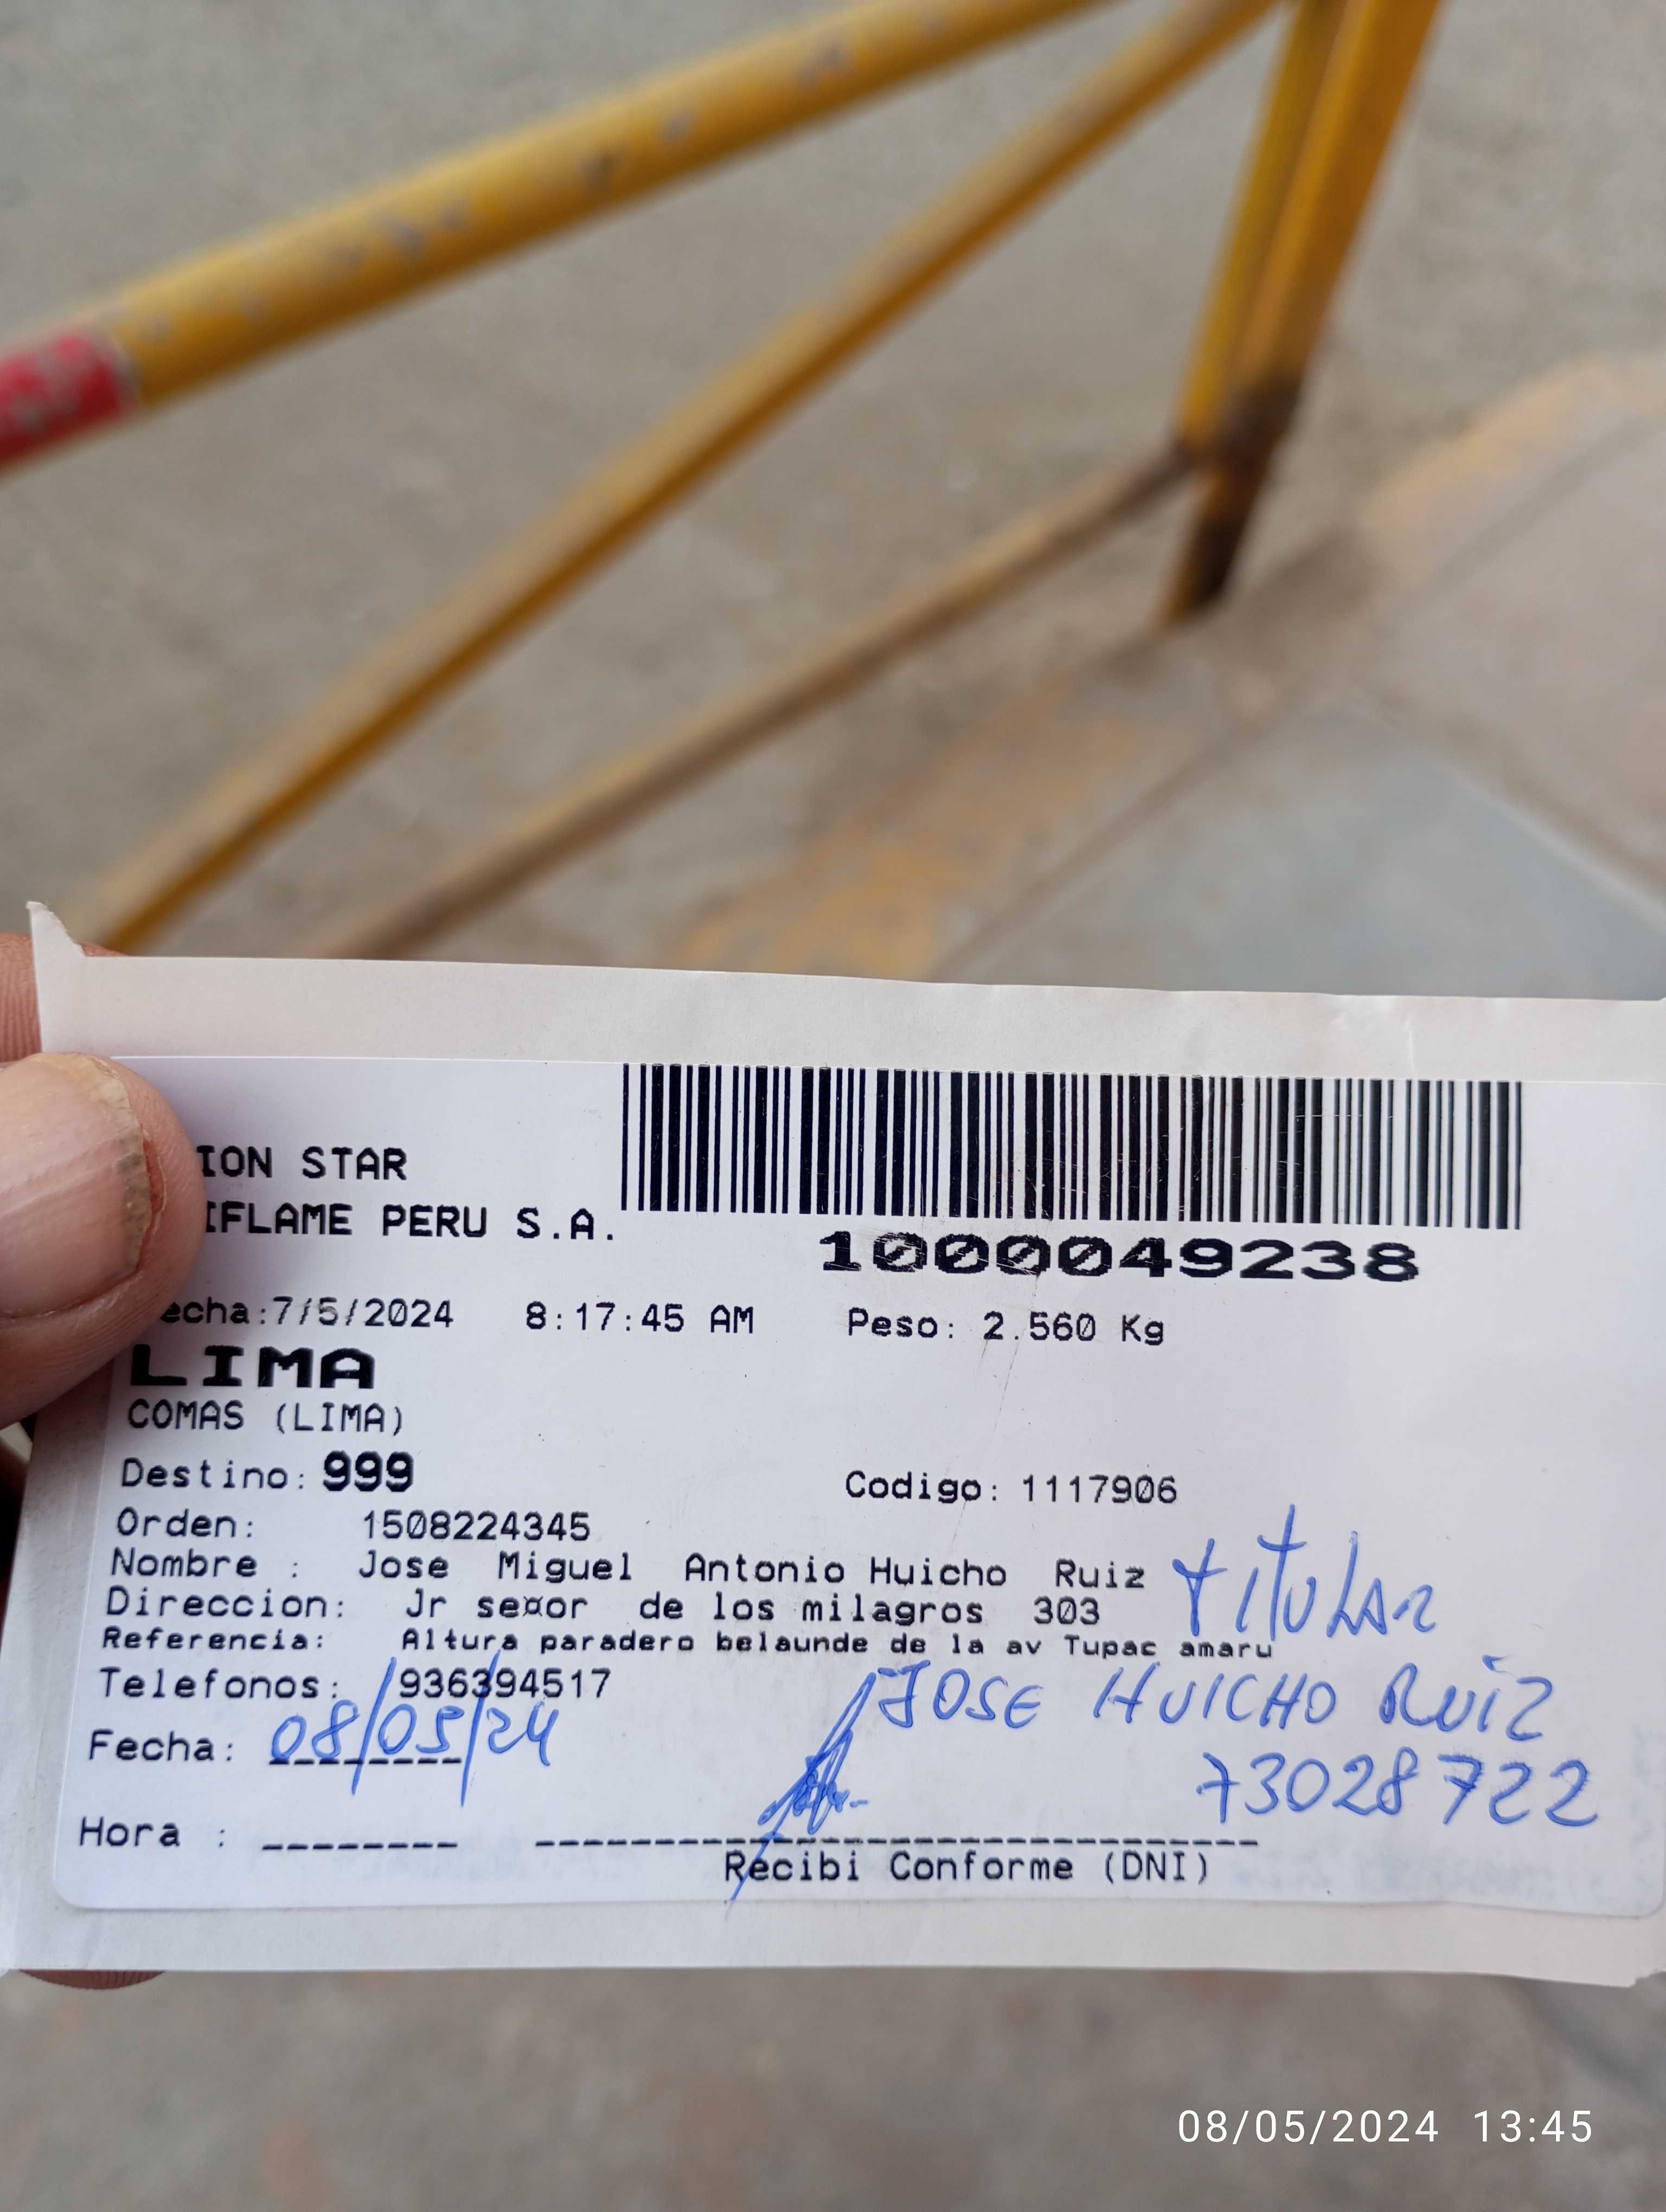 ION STAR
IFLAME PERU S.A.
1000049238
echa:7/5/2024 8:17:45 AM Peso: 2.560 Kg
LIMA
COMAS (LIMA)
Destino: 999 Codigo: 1117906
Orden: 1508224345
Nombre : Jose Miguel Antonio Huicho Ruiz TITULAR
Direccion: Jr se¤or de los milagros 303
Referencia: Altura paradero belaunde de la av Tupac amaru
Telefonos: 936394517
JOSE HUICHO RUIZ
Fecha: 08/05/24
73028722
Hora :
Recibi Conforme (DNI)
08/05/2024 13:45